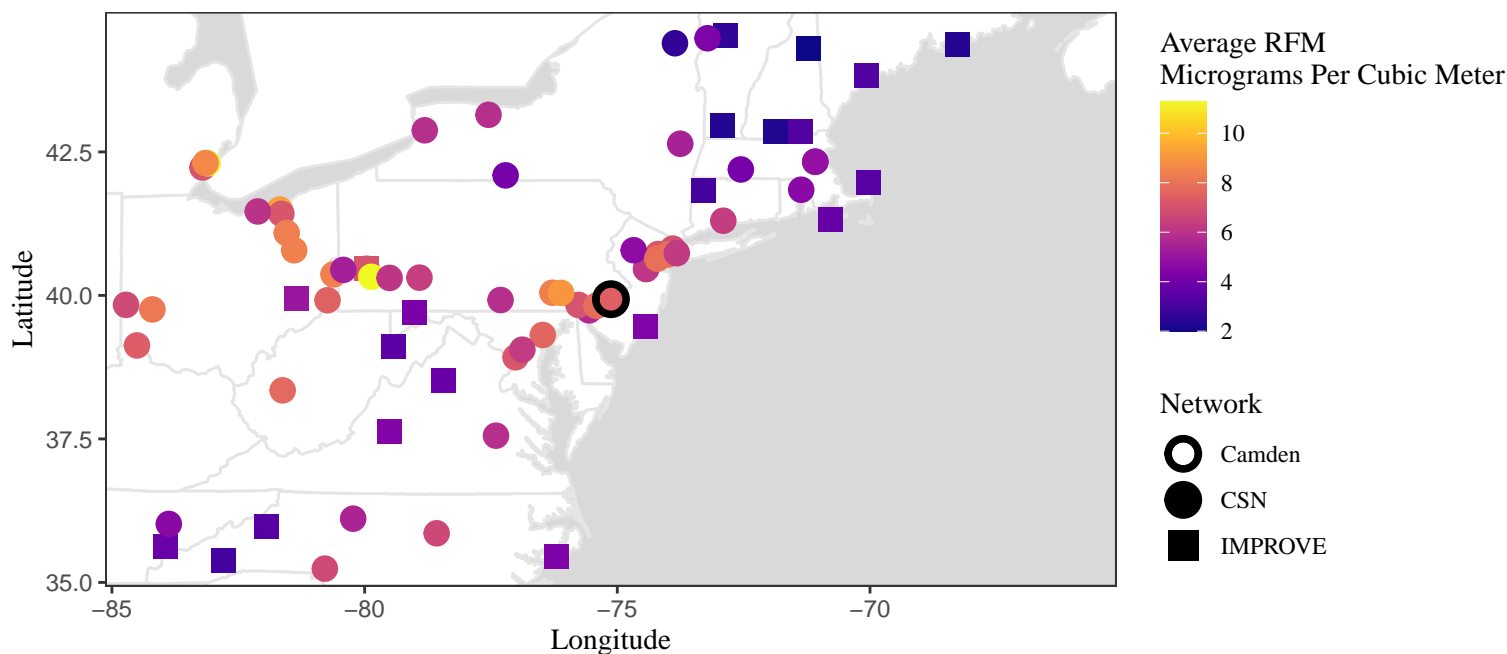 42.5
40.0
37.5
35.0
Latitude
−85
−80
−75
−70
Longitude
Average RFM
Micrograms Per Cubic Meter
10
8
6
4
2
Network
Camden
CSN
IMPROVE